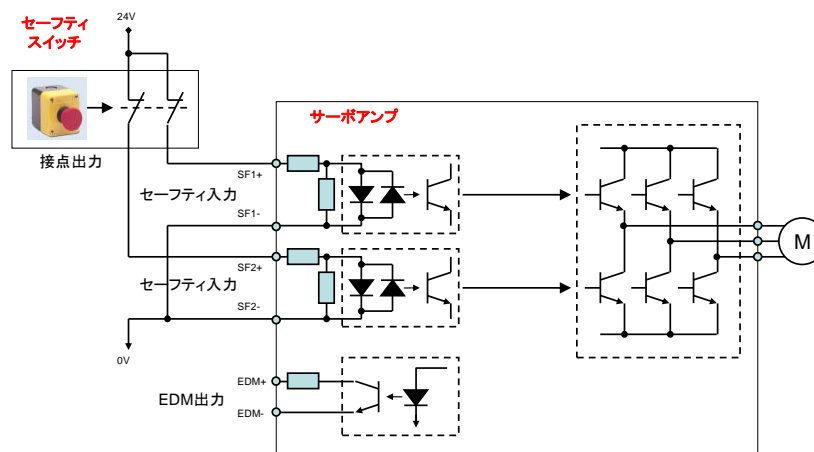 セーフティ
スイッチ
24V
接点出力
サーボアンプ
SF1+
セーフティ入力
SF1-
SF2+
セーフティ入力
SF2-
0V
EDM+
EDM出力
EDM-
M